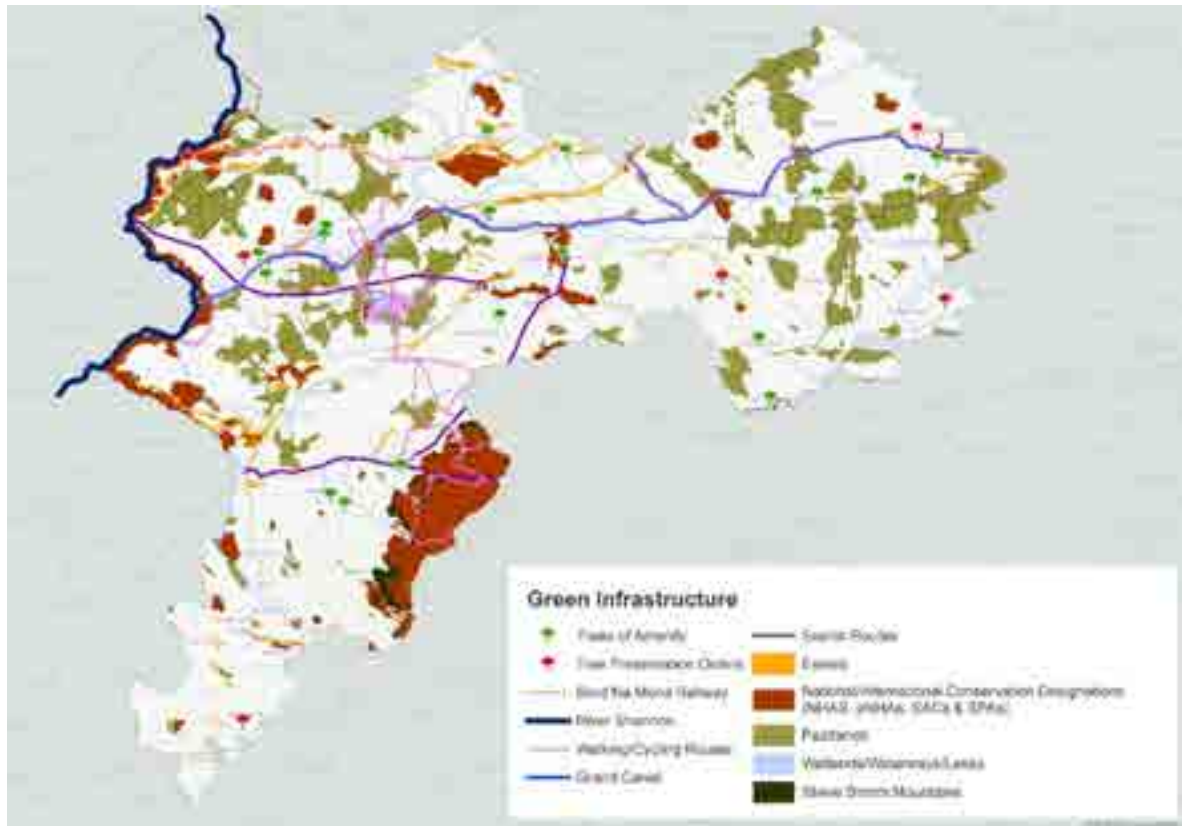 Green Infrastructure
Trees of Amenity
Tree Preservation Orders
Bord Na Mona Railway
River Shannon
Walking/Cycling Routes
Grand Canal
Scenic Routes
Eskers
National/International Conservation Designations
(NHAS, pNHAs, SACs & SPAs)
Peatlands
Wetlands/Waterways/Lakes
Slieve Bloom Mountains